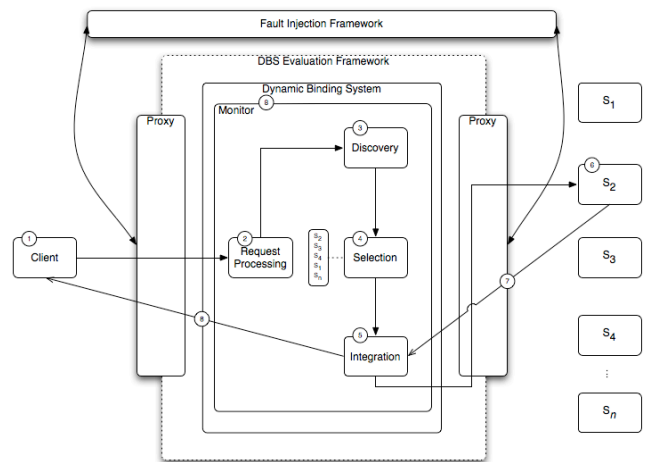 Fault Injection Framework
DBS Evaluation Framework
Dynamic Binding System
Monitor
8
Proxy
Proxy
3
Discovery
S1
6
S2
1
Client
2
Request
Processing
S2
S3
S4
S1
Sn
4
Selection
S3
7
8
5
Integration
S4
⋮
Sn